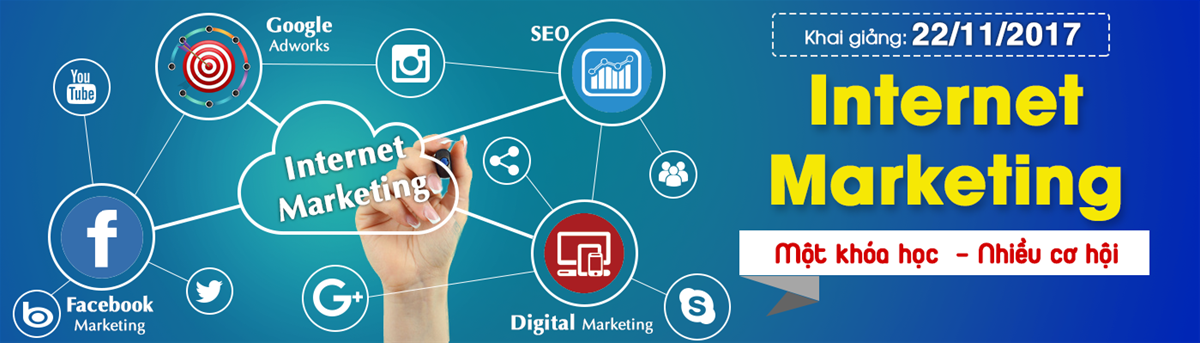 Google
Adworks
SEO
You
Tube
Internet
Marketing
Facebook
Marketing
Digital Marketing
Khai giảng: 22/11/2017
Internet
Marketing
Một khóa học - Nhiều cơ hội